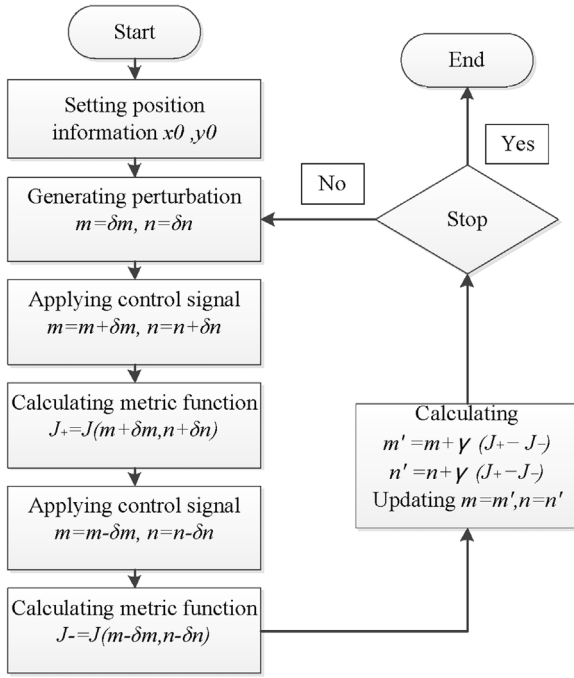 Start
Setting position
information x0 ,y0
Generating perturbation
m=δm, n=δn
Applying control signal
m=m+δm, n=n+δn
Calculating metric function
J₊=J(m+δm,n+δn)
Applying control signal
m=m-δm, n=n-δn
Calculating metric function
J-=J(m-δm,n-δn)
Calculating
m'=m+γ (J₊− J₋)
n'=n+γ (J₊−J₋)
Updating m=m',n=n'
Stop
No
Yes
End